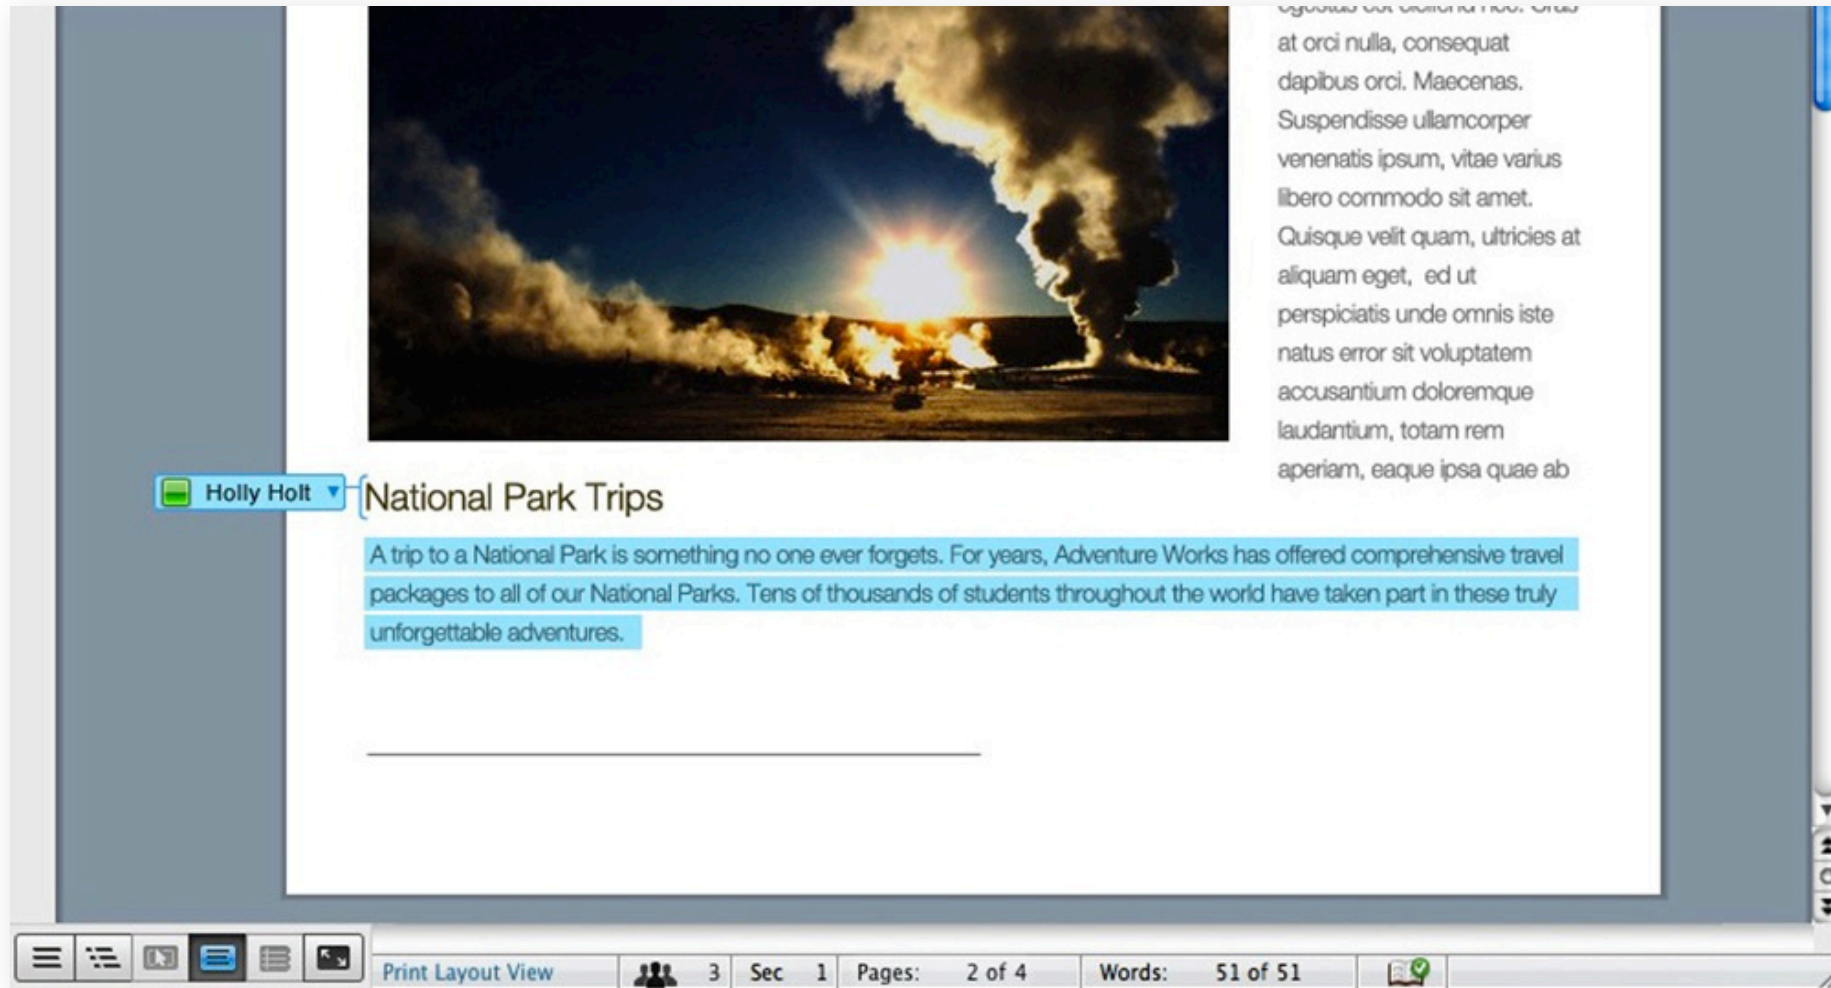 egestas est eleifend nec. Cras
at orci nulla, consequat
dapibus orci. Maecenas.
Suspendisse ullamcorper
venenatis ipsum, vitae varius
libero commodo sit amet.
Quisque velit quam, ultricies at
aliquam eget,  ed ut
perspiciatis unde omnis iste
natus error sit voluptatem
accusantium doloremque
laudantium, totam rem
aperiam, eaque ipsa quae ab
Holly Holt
National Park Trips
A trip to a National Park is something no one ever forgets. For years, Adventure Works has offered comprehensive travel
packages to all of our National Parks. Tens of thousands of students throughout the world have taken part in these truly
unforgettable adventures.
Print Layout View 3 Sec 1 Pages: 2 of 4 Words: 51 of 51